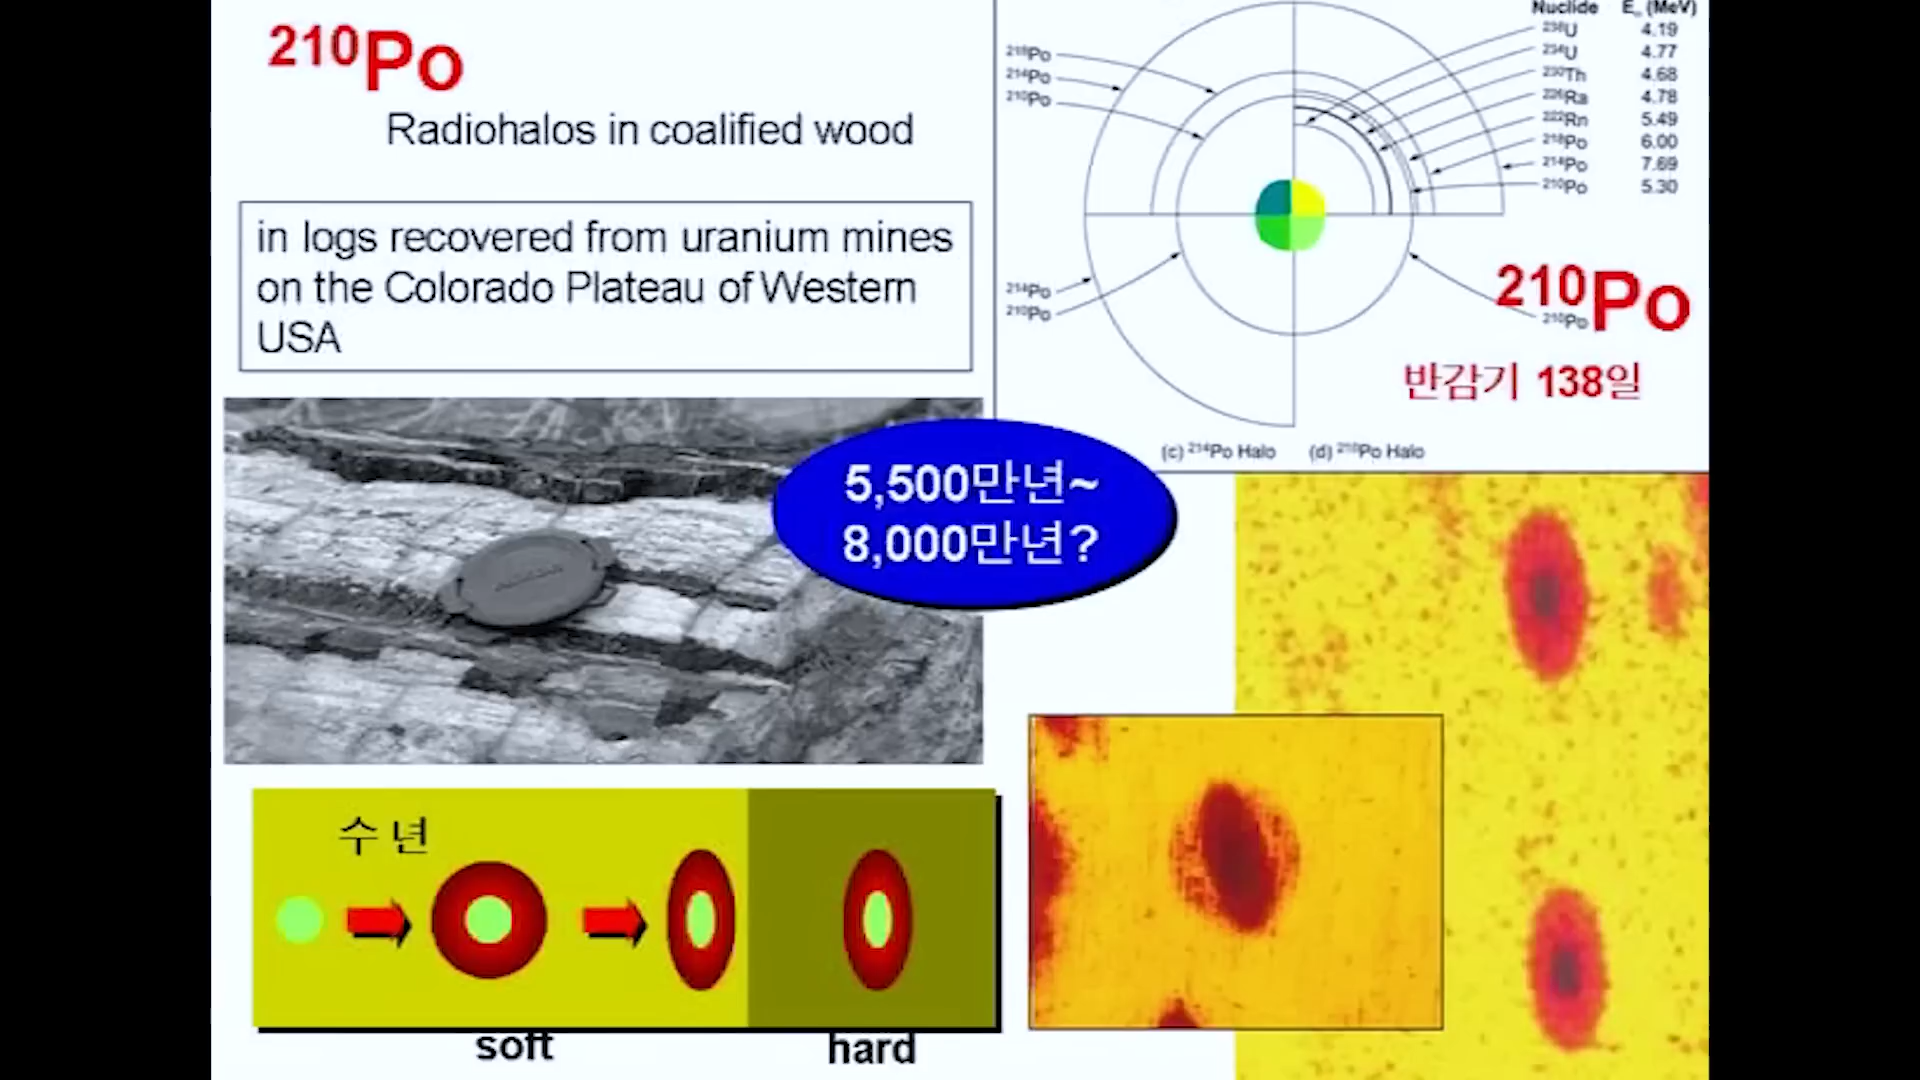 ²¹⁰Po
Radiohalos in coalified wood
in logs recovered from uranium mines
on the Colorado Plateau of Western
USA
Nuclide E (MeV)
²³⁸U 4.19
²³⁴U 4.77
²³⁰Th 4.68
²²⁶Ra 4.78
²²²Rn 5.49
²¹⁸Po 6.00
²¹⁴Po 7.69
²¹⁰Po 5.30
²¹⁸Po
²¹⁴Po
²¹⁰Po
²¹⁴Po
²¹⁰Po
²¹⁰Po
²¹⁰Po
반감기 138일
(c) ²¹⁴Po Halo (d) ²¹⁰Po Halo
5,500만년~
8,000만년?
수 년
soft
hard